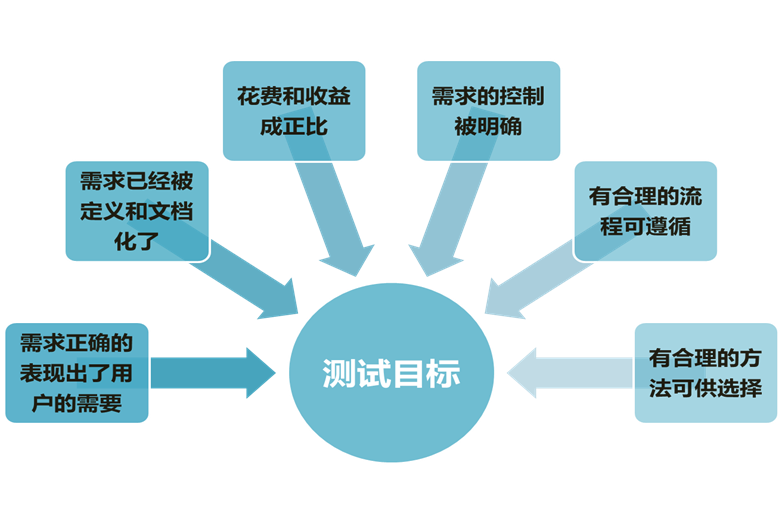 花费和收益
成正比
需求的控制
被明确
需求已经被
定义和文档
化了
有合理的流
程可遵循
需求正确的
表现出了用
户的需要
测试目标
有合理的方
法可供选择